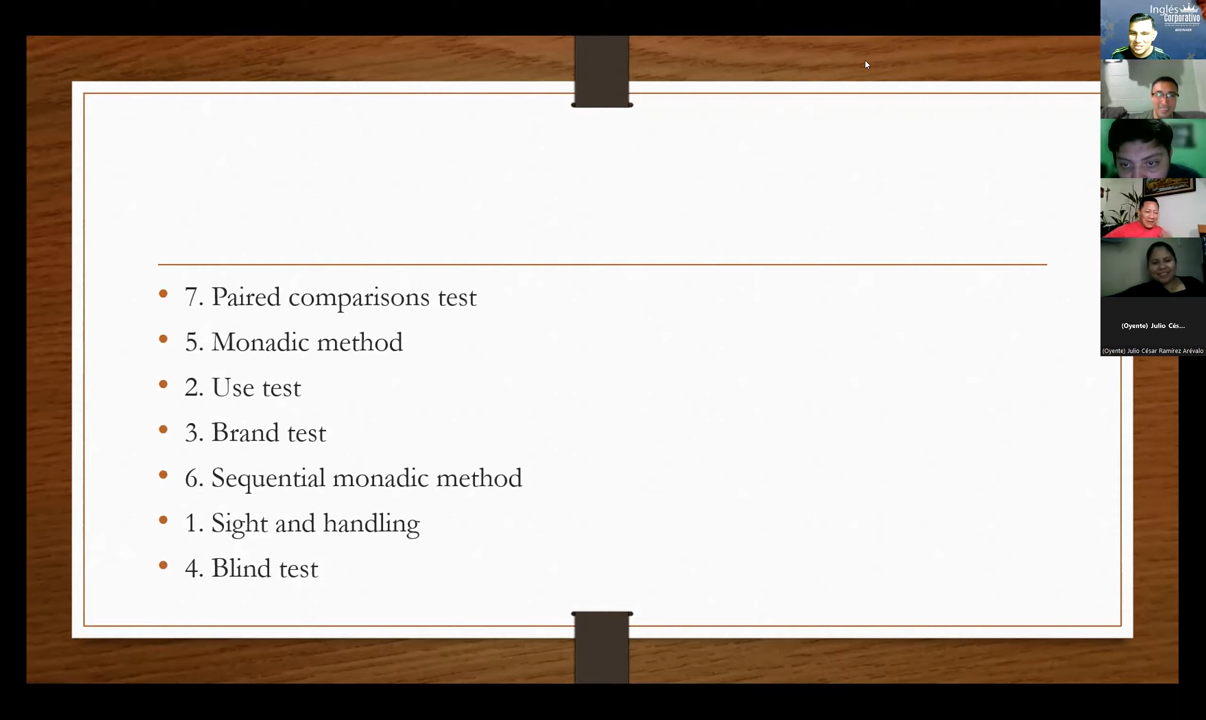 • 7. Paired comparisons test
• 5. Monadic method
• 2. Use test
• 3. Brand test
• 6. Sequential monadic method
• 1. Sight and handling
• 4. Blind test
Inglés
Corporativo
BEGINNER
(Oyente) Julio Cés...
(Oyente) Julio César Ramírez Arévalo